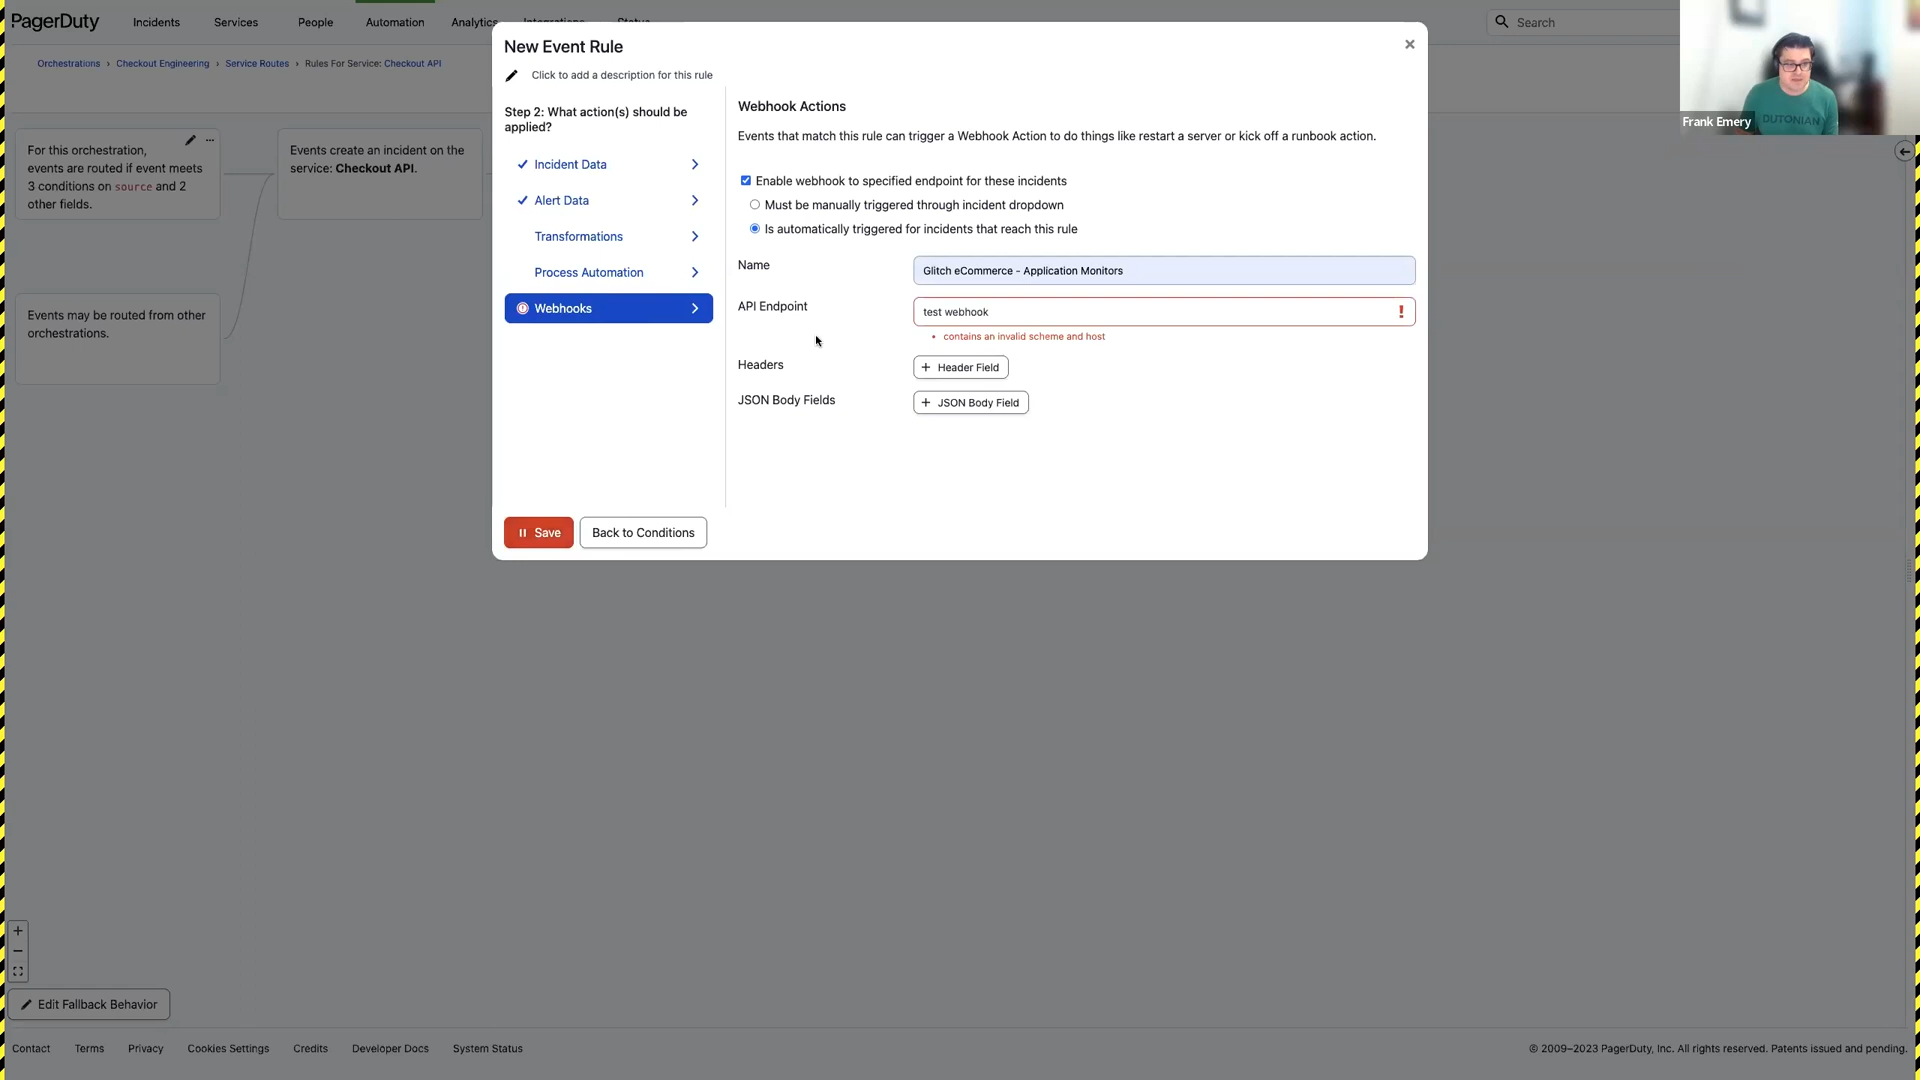 PagerDuty
Incidents
Services
People
Automation
Analytics
Integrations
Status
Search
Orchestrations › Checkout Engineering › Service Routes › Rules For Service: Checkout API
For this orchestration,
events are routed if event meets
3 conditions on source and 2
other fields.
Events create an incident on the
service: Checkout API.
Events may be routed from other
orchestrations.
New Event Rule
Click to add a description for this rule
Step 2: What action(s) should be
applied?
Incident Data
Alert Data
Transformations
Process Automation
Webhooks
Webhook Actions
Events that match this rule can trigger a Webhook Action to do things like restart a server or kick off a runbook action.
Enable webhook to specified endpoint for these incidents
Must be manually triggered through incident dropdown
Is automatically triggered for incidents that reach this rule
Name
Glitch eCommerce - Application Monitors
API Endpoint
test webhook
• contains an invalid scheme and host
Headers
+ Header Field
JSON Body Fields
+ JSON Body Field
Save
Back to Conditions
Frank Emery
DUTONIAN
Edit Fallback Behavior
Contact
Terms
Privacy
Cookies Settings
Credits
Developer Docs
System Status
© 2009–2023 PagerDuty, Inc. All rights reserved. Patents issued and pending.